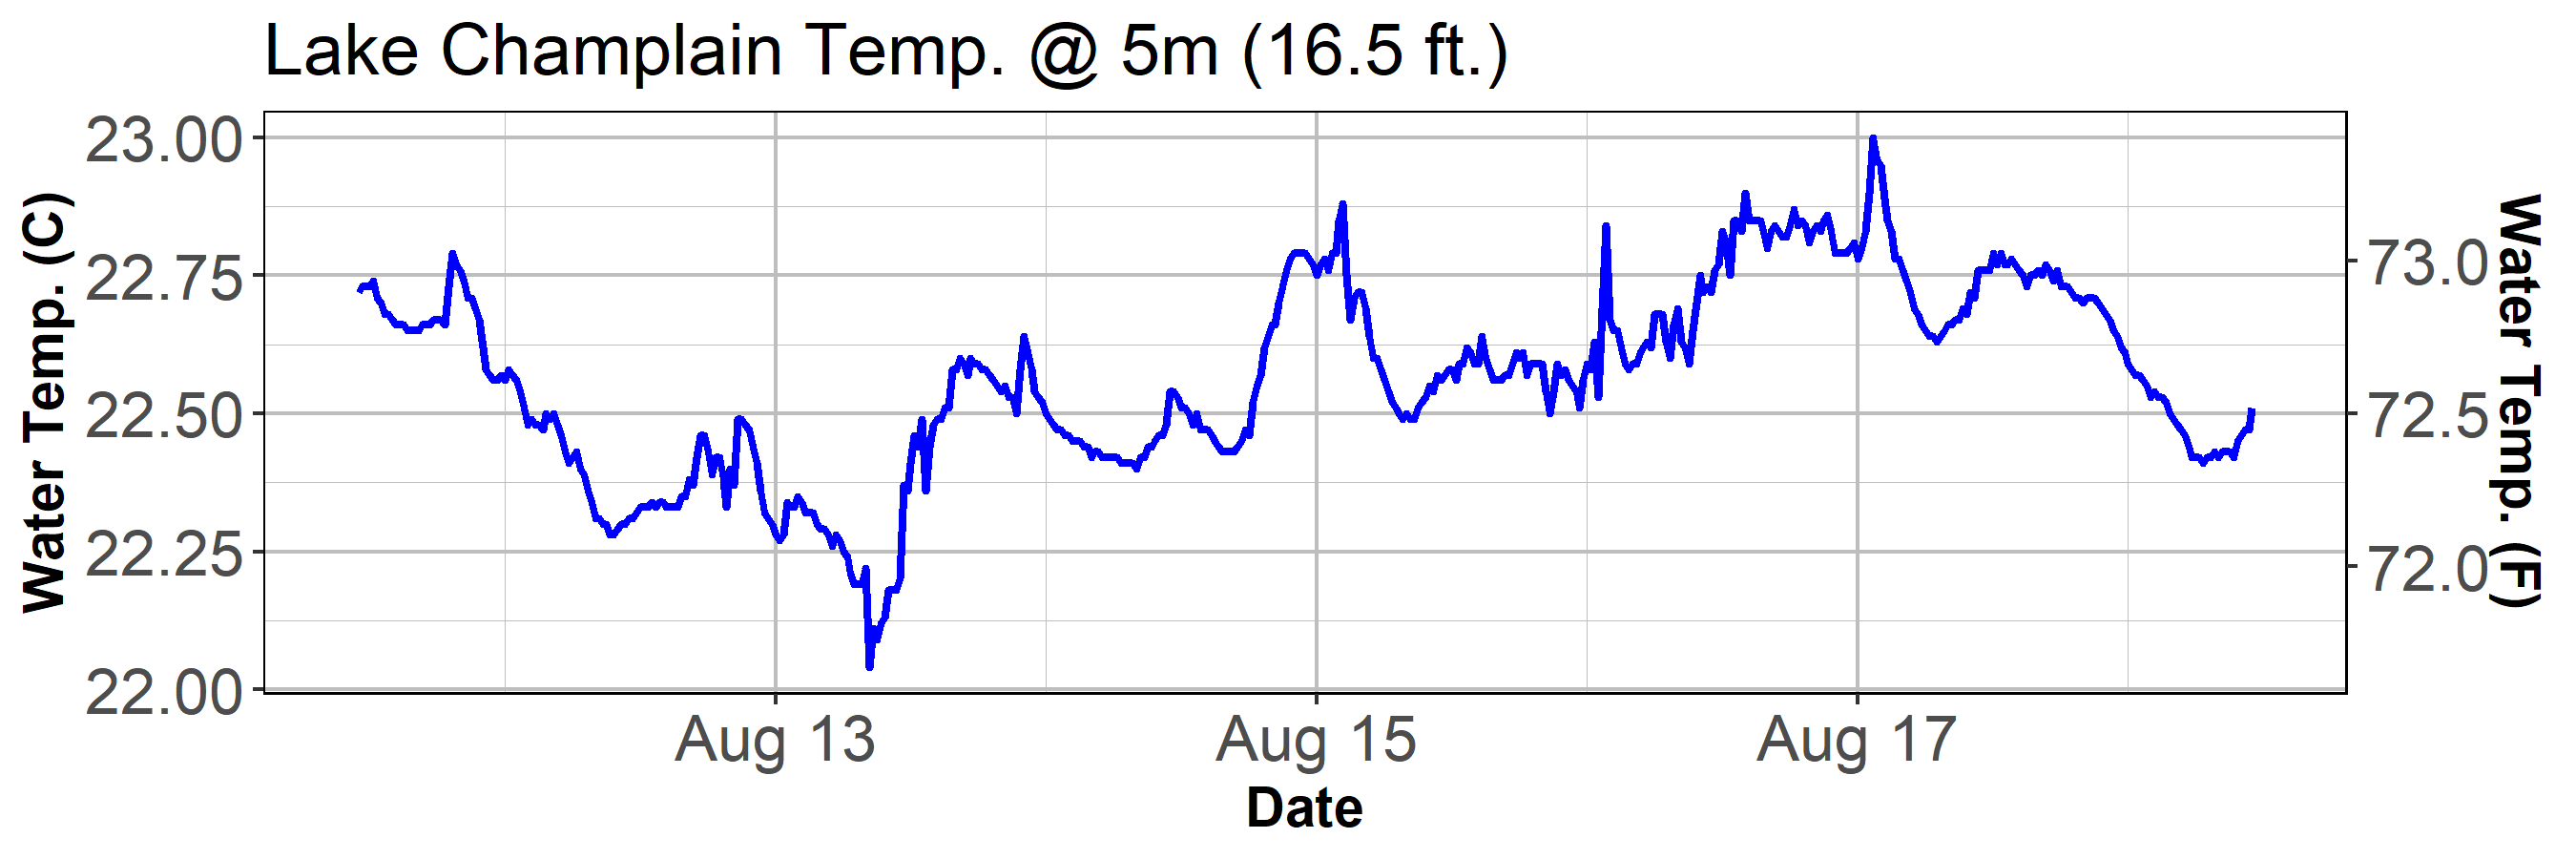 Lake Champlain Temp. @ 5m (16.5 ft.)
Water Temp. (C)
23.00
22.75
22.50
22.25
22.00
Water Temp. (F)
73.0
72.5
72.0
Aug 13
Aug 15
Aug 17
Date